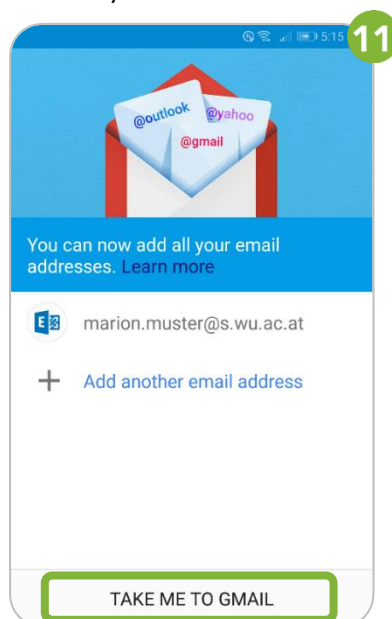 5:15
11
@outlook
@yahoo
@gmail
You can now add all your email
addresses. Learn more
E
marion.muster@s.wu.ac.at
+ Add another email address
TAKE ME TO GMAIL